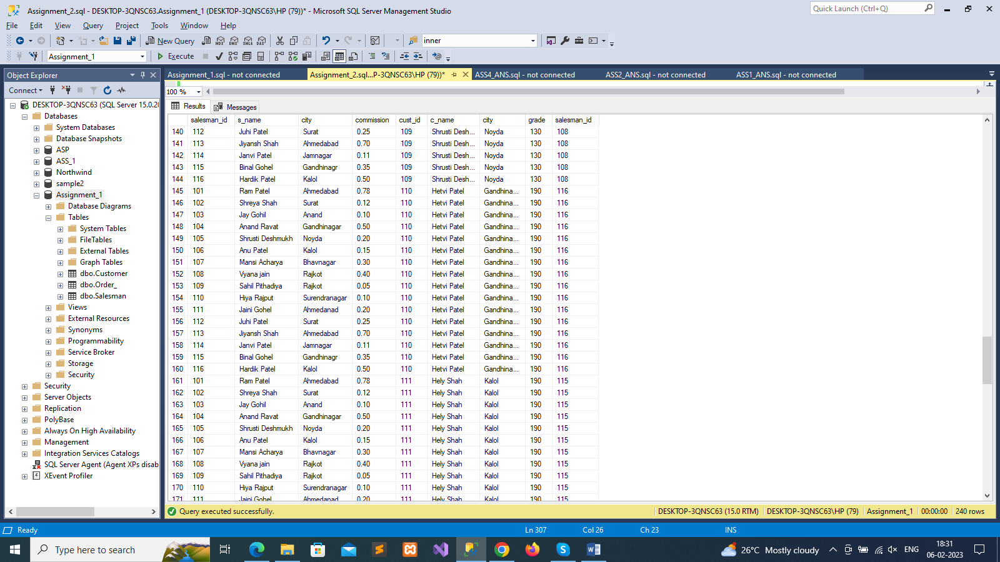 Assignment_2.sql - DESKTOP-3QNSC63.Assignment_1 (DESKTOP-3QNSC63\HP (79))* - Microsoft SQL Server Management Studio
Quick Launch (Ctrl+Q)
File Edit View Query Project Tools Window Help
New Query MDX DMX XMLA DAX inner
Assignment_1 Execute
Object Explorer
Assignment_1.sql - not connected Assignment_2.sql...P-3QNSC63\HP (79))* ASS4_ANS.sql - not connected ASS2_ANS.sql - not connected ASS1_ANS.sql - not connected
Connect
100 %
Results Messages
DESKTOP-3QNSC63 (SQL Server 15.0.20
Databases
System Databases
Database Snapshots
ASP
ASS_1
Northwind
sample2
Assignment_1
Database Diagrams
Tables
System Tables
FileTables
External Tables
Graph Tables
dbo.Customer
dbo.Order_
dbo.Salesman
Views
External Resources
Synonyms
Programmability
Service Broker
Storage
Security
Security
Server Objects
Replication
PolyBase
Always On High Availability
Management
Integration Services Catalogs
SQL Server Agent (Agent XPs disab
XEvent Profiler
salesman_id s_name city commission cust_id c_name city grade salesman_id
140 112 Juhi Patel Surat 0.25 109 Shrusti Desh... Noyda 130 108
141 113 Jiyansh Shah Ahmedabad 0.70 109 Shrusti Desh... Noyda 130 108
142 114 Janvi Patel Jamnagar 0.11 109 Shrusti Desh... Noyda 130 108
143 115 Binal Gohel Gandhinagr 0.35 109 Shrusti Desh... Noyda 130 108
144 116 Hardik Patel Kalol 0.50 109 Shrusti Desh... Noyda 130 108
145 101 Ram Patel Ahmedabad 0.78 110 Hetvi Patel Gandhina... 190 116
146 102 Shreya Shah Surat 0.12 110 Hetvi Patel Gandhina... 190 116
147 103 Jay Gohil Anand 0.10 110 Hetvi Patel Gandhina... 190 116
148 104 Anand Ravat Gandhinagar 0.50 110 Hetvi Patel Gandhina... 190 116
149 105 Shrusti Deshmukh Noyda 0.20 110 Hetvi Patel Gandhina... 190 116
150 106 Anu Patel Kalol 0.15 110 Hetvi Patel Gandhina... 190 116
151 107 Mansi Acharya Bhavnagar 0.30 110 Hetvi Patel Gandhina... 190 116
152 108 Vyana jain Rajkot 0.40 110 Hetvi Patel Gandhina... 190 116
153 109 Sahil Pithadiya Rajkot 0.05 110 Hetvi Patel Gandhina... 190 116
154 110 Hiya Rajput Surendranagar 0.10 110 Hetvi Patel Gandhina... 190 116
155 111 Jaini Gohel Ahmedanad 0.20 110 Hetvi Patel Gandhina... 190 116
156 112 Juhi Patel Surat 0.25 110 Hetvi Patel Gandhina... 190 116
157 113 Jiyansh Shah Ahmedabad 0.70 110 Hetvi Patel Gandhina... 190 116
158 114 Janvi Patel Jamnagar 0.11 110 Hetvi Patel Gandhina... 190 116
159 115 Binal Gohel Gandhinagr 0.35 110 Hetvi Patel Gandhina... 190 116
160 116 Hardik Patel Kalol 0.50 110 Hetvi Patel Gandhina... 190 116
161 101 Ram Patel Ahmedabad 0.78 111 Hely Shah Kalol 190 115
162 102 Shreya Shah Surat 0.12 111 Hely Shah Kalol 190 115
163 103 Jay Gohil Anand 0.10 111 Hely Shah Kalol 190 115
164 104 Anand Ravat Gandhinagar 0.50 111 Hely Shah Kalol 190 115
165 105 Shrusti Deshmukh Noyda 0.20 111 Hely Shah Kalol 190 115
166 106 Anu Patel Kalol 0.15 111 Hely Shah Kalol 190 115
167 107 Mansi Acharya Bhavnagar 0.30 111 Hely Shah Kalol 190 115
168 108 Vyana jain Rajkot 0.40 111 Hely Shah Kalol 190 115
169 109 Sahil Pithadiya Rajkot 0.05 111 Hely Shah Kalol 190 115
170 110 Hiya Rajput Surendranagar 0.10 111 Hely Shah Kalol 190 115
171 111 Jaini Gohel Ahmedanad 0.20 111 Hely Shah Kalol 190 115
Query executed successfully. DESKTOP-3QNSC63 (15.0 RTM) DESKTOP-3QNSC63\HP (79) Assignment_1 00:00:00 240 rows
Ready Ln 307 Col 26 Ch 23 INS
Type here to search 26°C Mostly cloudy ENG 18:31
06-02-2023